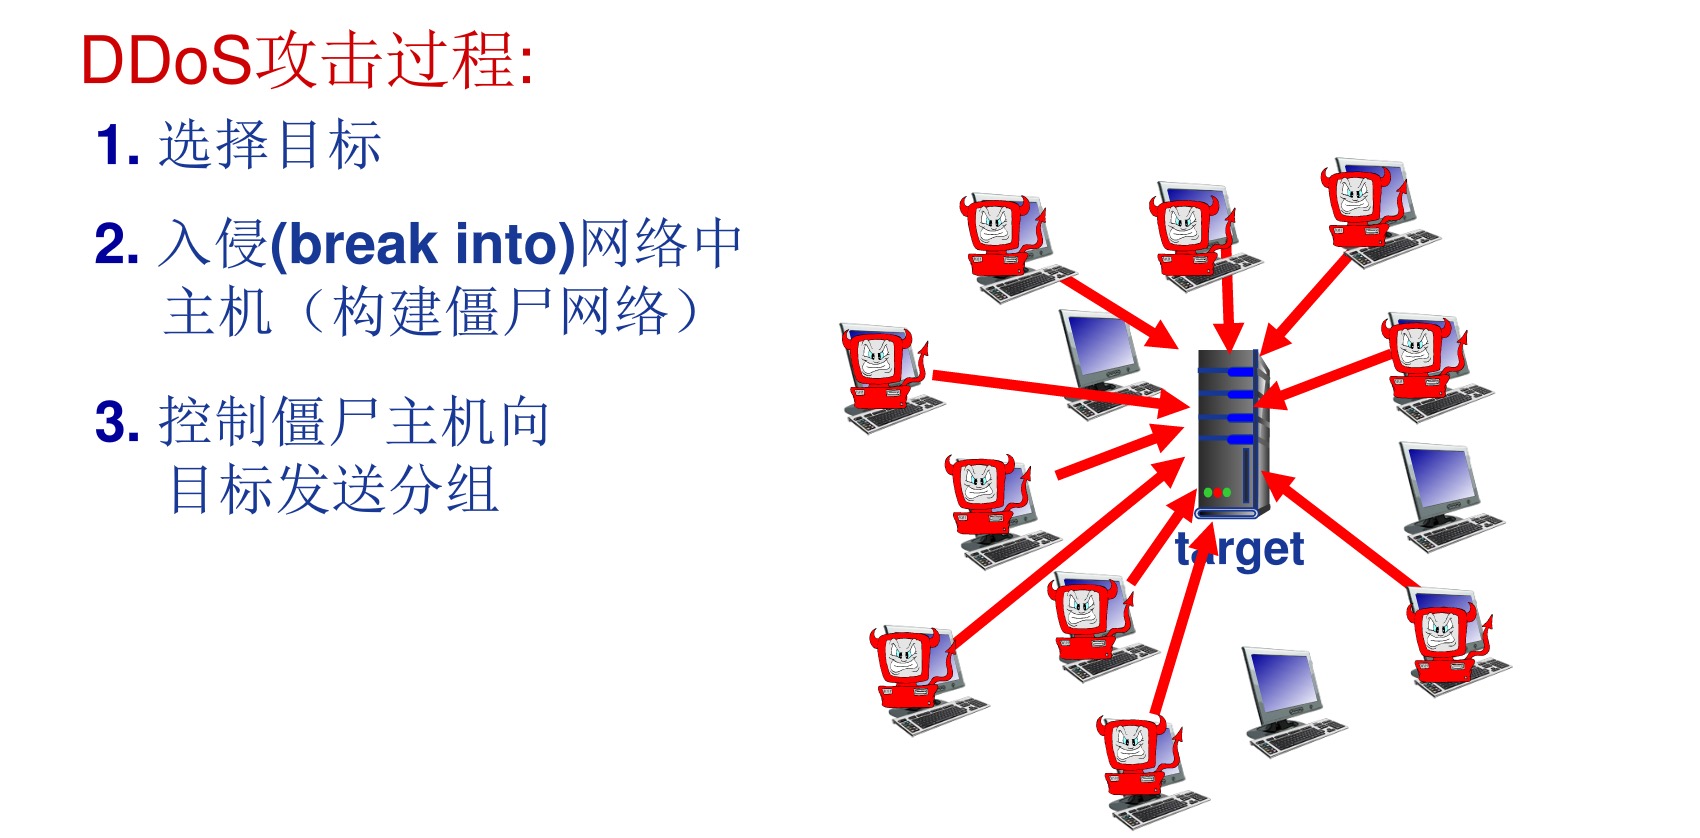 DDoS攻击过程:
1. 选择目标
2. 入侵(break into)网络中
主机（构建僵尸网络）
3. 控制僵尸主机向
目标发送分组
target